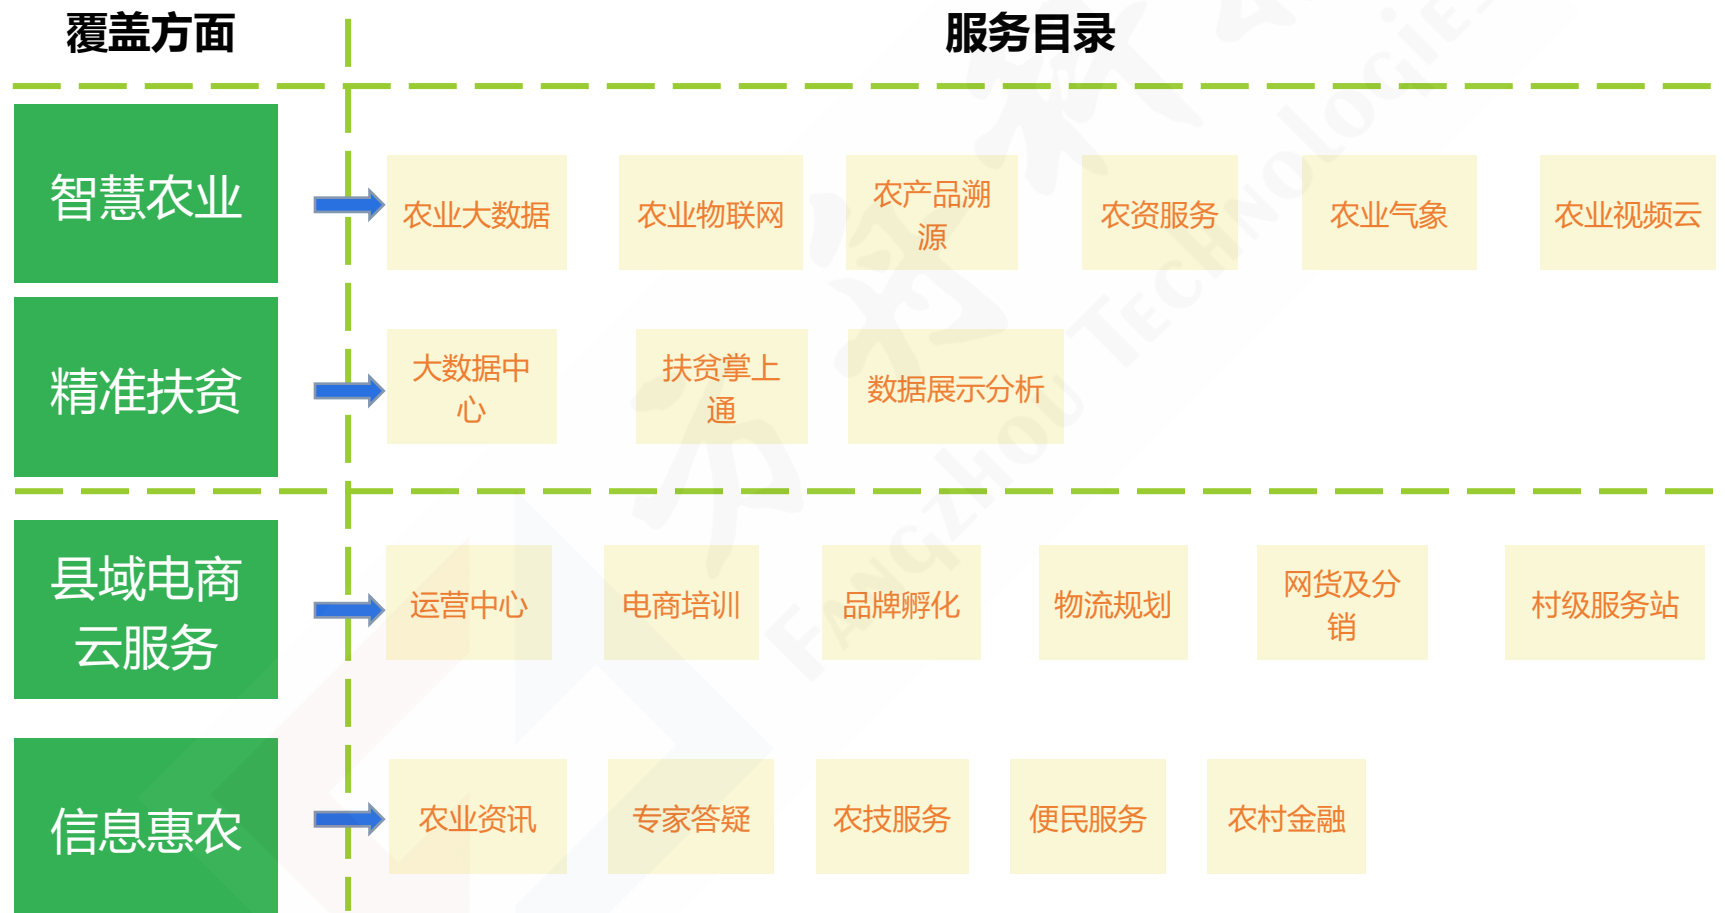 覆盖方面
服务目录
智慧农业
农业大数据
农业物联网
农产品溯
源
农资服务
农业气象
农业视频云
精准扶贫
大数据中
心
扶贫掌上
通
数据展示分析
县域电商
云服务
运营中心
电商培训
品牌孵化
物流规划
网货及分
销
村级服务站
信息惠农
农业资讯
专家答疑
农技服务
便民服务
农村金融
FANGZHOU TECHNOLOGIES